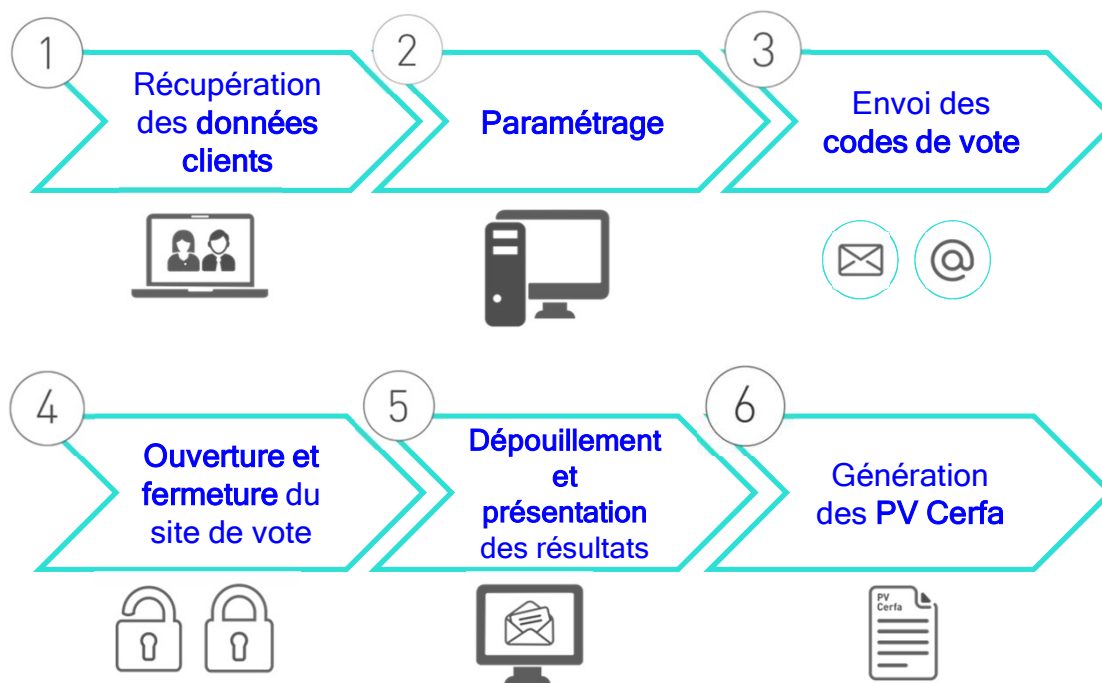 1
Récupération
des données
clients
2
Paramétrage
3
Envoi des
codes de vote
@
4
Ouverture et
fermeture du
site de vote
5
Dépouillement
et
présentation
des résultats
6
Génération
des PV Cerfa
PV
Cerfa